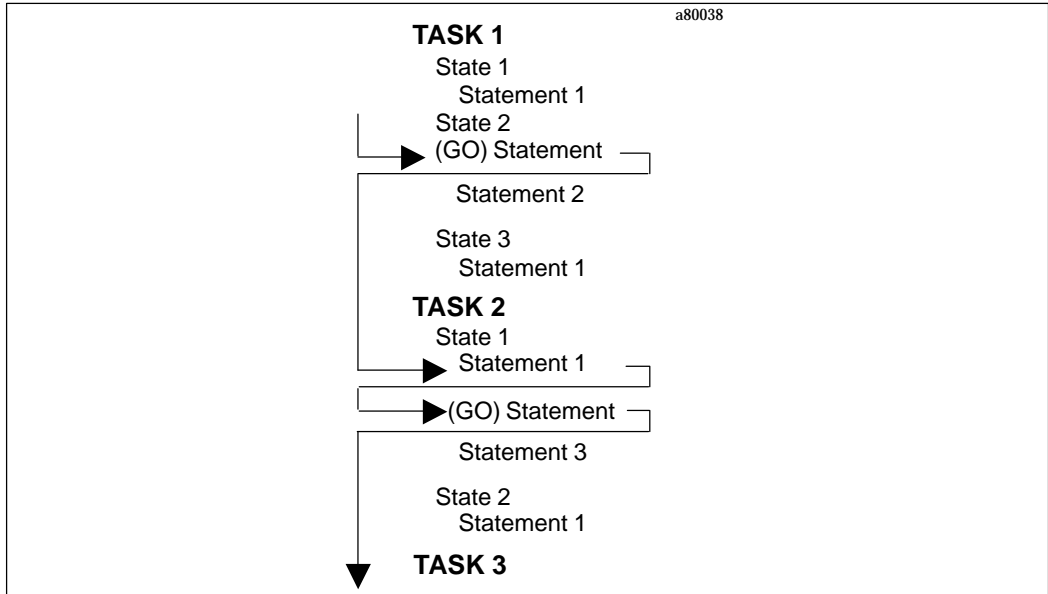 a80038
TASK 1
State 1
Statement 1
State 2
(GO) Statement
Statement 2
State 3
Statement 1
TASK 2
State 1
Statement 1
(GO) Statement
Statement 3
State 2
Statement 1
TASK 3